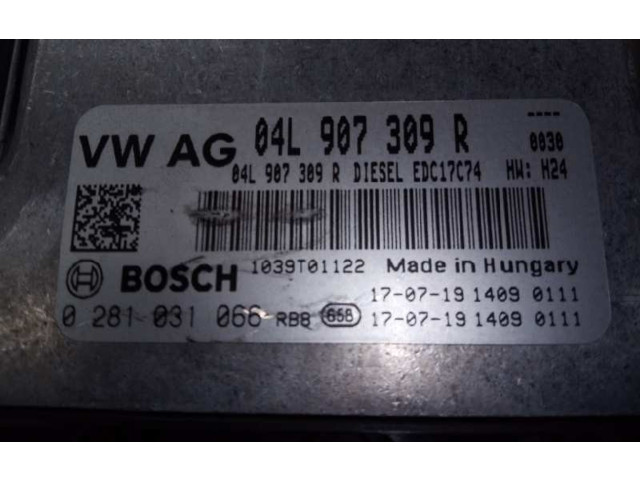 ----
VW AG 04L 907 309 R 0030
04L 907 309 R DIESEL EDC17C74 HW: H24
BOSCH 1039T01122 Made in Hungary
17-07-19 1409 0111
0 281 031 066 RBB 658 17-07-19 1409 0111